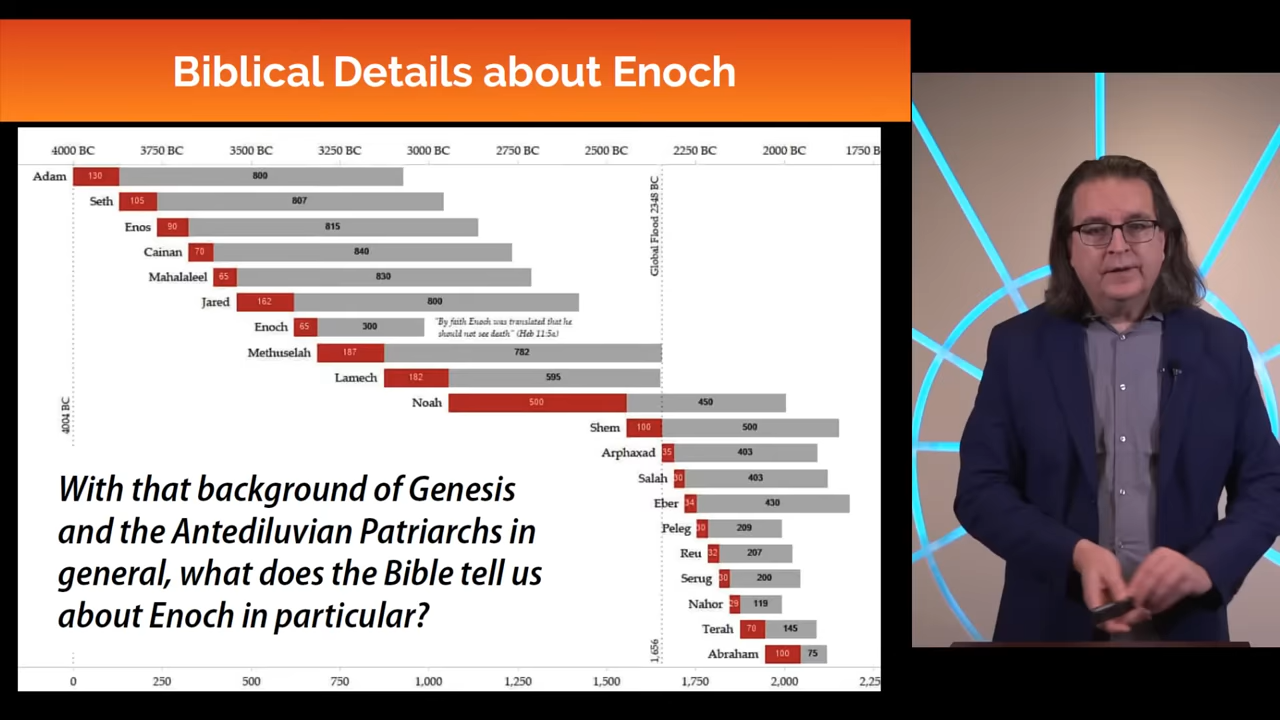 Biblical Details about Enoch
4000 BC 3750 BC 3500 BC 3250 BC 3000 BC 2750 BC 2500 BC 2250 BC 2000 BC 1750 B
Adam 130 800
Seth 105 807
Enos 90 815
Cainan 70 840
Mahalaleel 65 830
Jared 162 800
Enoch 65 300
"By faith Enoch was translated that he
should not see death" (Heb 11:5a)
Methuselah 187 782
Lamech 182 595
Noah 500 450
Shem 100 500
Arphaxad 35 403
Salah 30 403
Eber 34 430
Peleg 30 209
Reu 32 207
Serug 30 200
Nahor 29 119
Terah 70 145
Abraham 100 75
Global Flood 2348 BC
4004 BC
1,656
With that background of Genesis
and the Antediluvian Patriarchs in
general, what does the Bible tell us
about Enoch in particular?
0 250 500 750 1,000 1,250 1,500 1,750 2,000 2,25